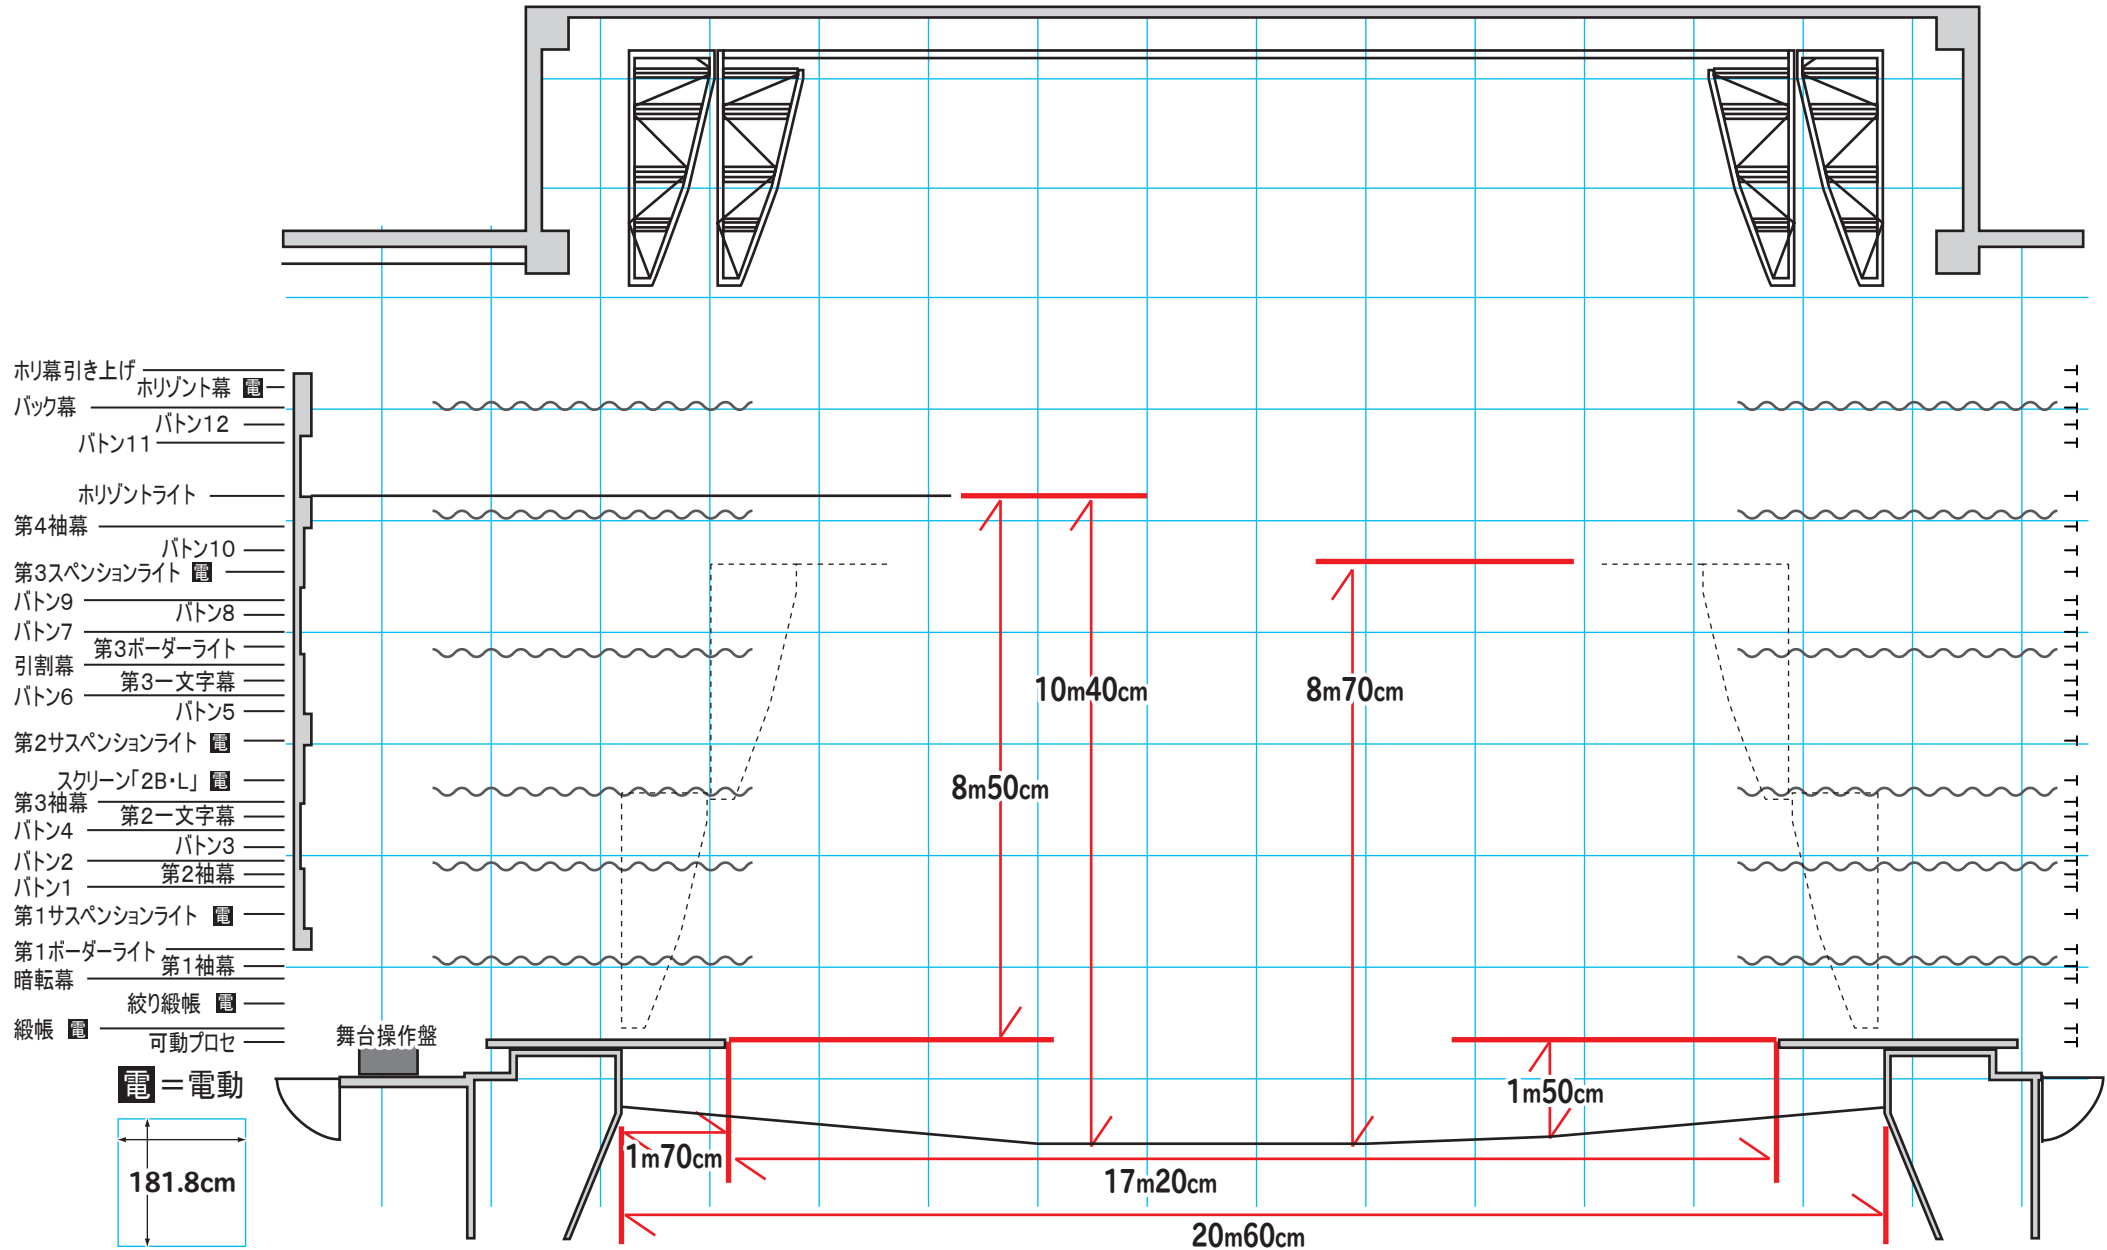 ホリ幕引き上げ
ホリゾント幕 電
バック幕
バトン12
バトン11
ホリゾントライト
第4袖幕
バトン10
第3スペンションライト 電
バトン9
バトン8
バトン7
第3ボーダーライト
引割幕
第3一文字幕
バトン6
バトン5
第2サスペンションライト 電
スクリーン「2B・L」 電
第3袖幕
第2一文字幕
バトン4
バトン3
バトン2
第2袖幕
バトン1
第1サスペンションライト 電
第1ボーダーライト
第1袖幕
暗転幕
絞り緞帳 電
緞帳 電
可動プロセ
舞台操作盤
電＝電動
181.8cm
10m40cm
8m70cm
8m50cm
1m50cm
1m70cm
17m20cm
20m60cm